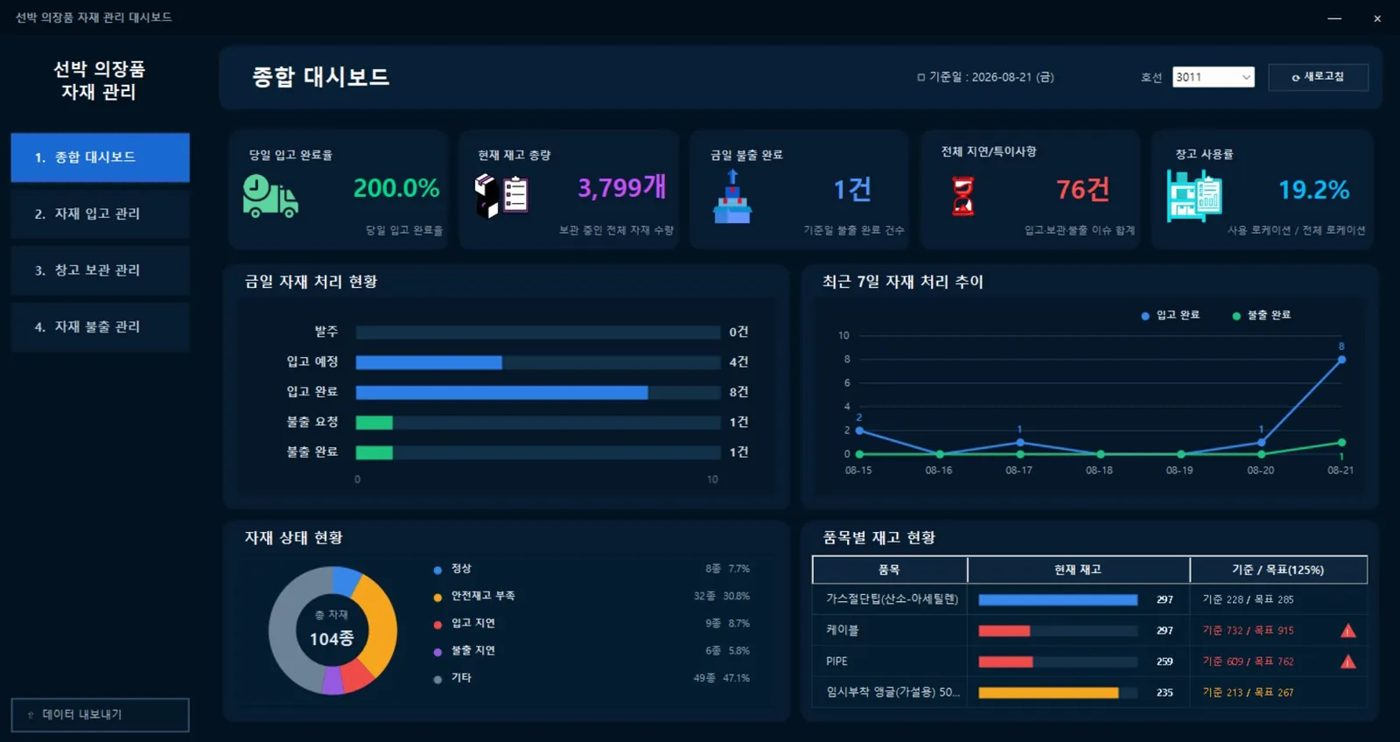 선박 의장품 자재 관리 대시보드
선박 의장품
자재 관리
1. 종합 대시보드
2. 자재 입고 관리
3. 창고 보관 관리
4. 자재 불출 관리
데이터 내보내기
종합 대시보드
기준일 : 2026-08-21 (금)
호선
3011
새로고침
당일 입고 완료율
200.0%
당일 입고 완료율
현재 재고 총량
3,799개
보관 중인 전체 자재 수량
금일 불출 완료
1건
기준일 불출 완료 건수
전체 지연/특이사항
76건
입고·보관·불출 이슈 합계
창고 사용률
19.2%
사용 로케이션 / 전체 로케이션
금일 자재 처리 현황
발주 0건
입고 예정 4건
입고 완료 8건
불출 요청 1건
불출 완료 1건
0 10
최근 7일 자재 처리 추이
입고 완료 불출 완료
10
8
6
4
2
0
2
1
1
8
1
08-15 08-16 08-17 08-18 08-19 08-20 08-21
자재 상태 현황
총 자재
104종
정상 8종 7.7%
안전재고 부족 32종 30.8%
입고 지연 9종 8.7%
불출 지연 6종 5.8%
기타 49종 47.1%
품목별 재고 현황
품목 현재 재고 기준 / 목표(125%)
가스절단팁(산소-아세틸렌) 297 기준 228 / 목표 285
케이블 297 기준 732 / 목표 915
PIPE 259 기준 609 / 목표 762
임시부착 앵글(가설용) 50... 235 기준 213 / 목표 267